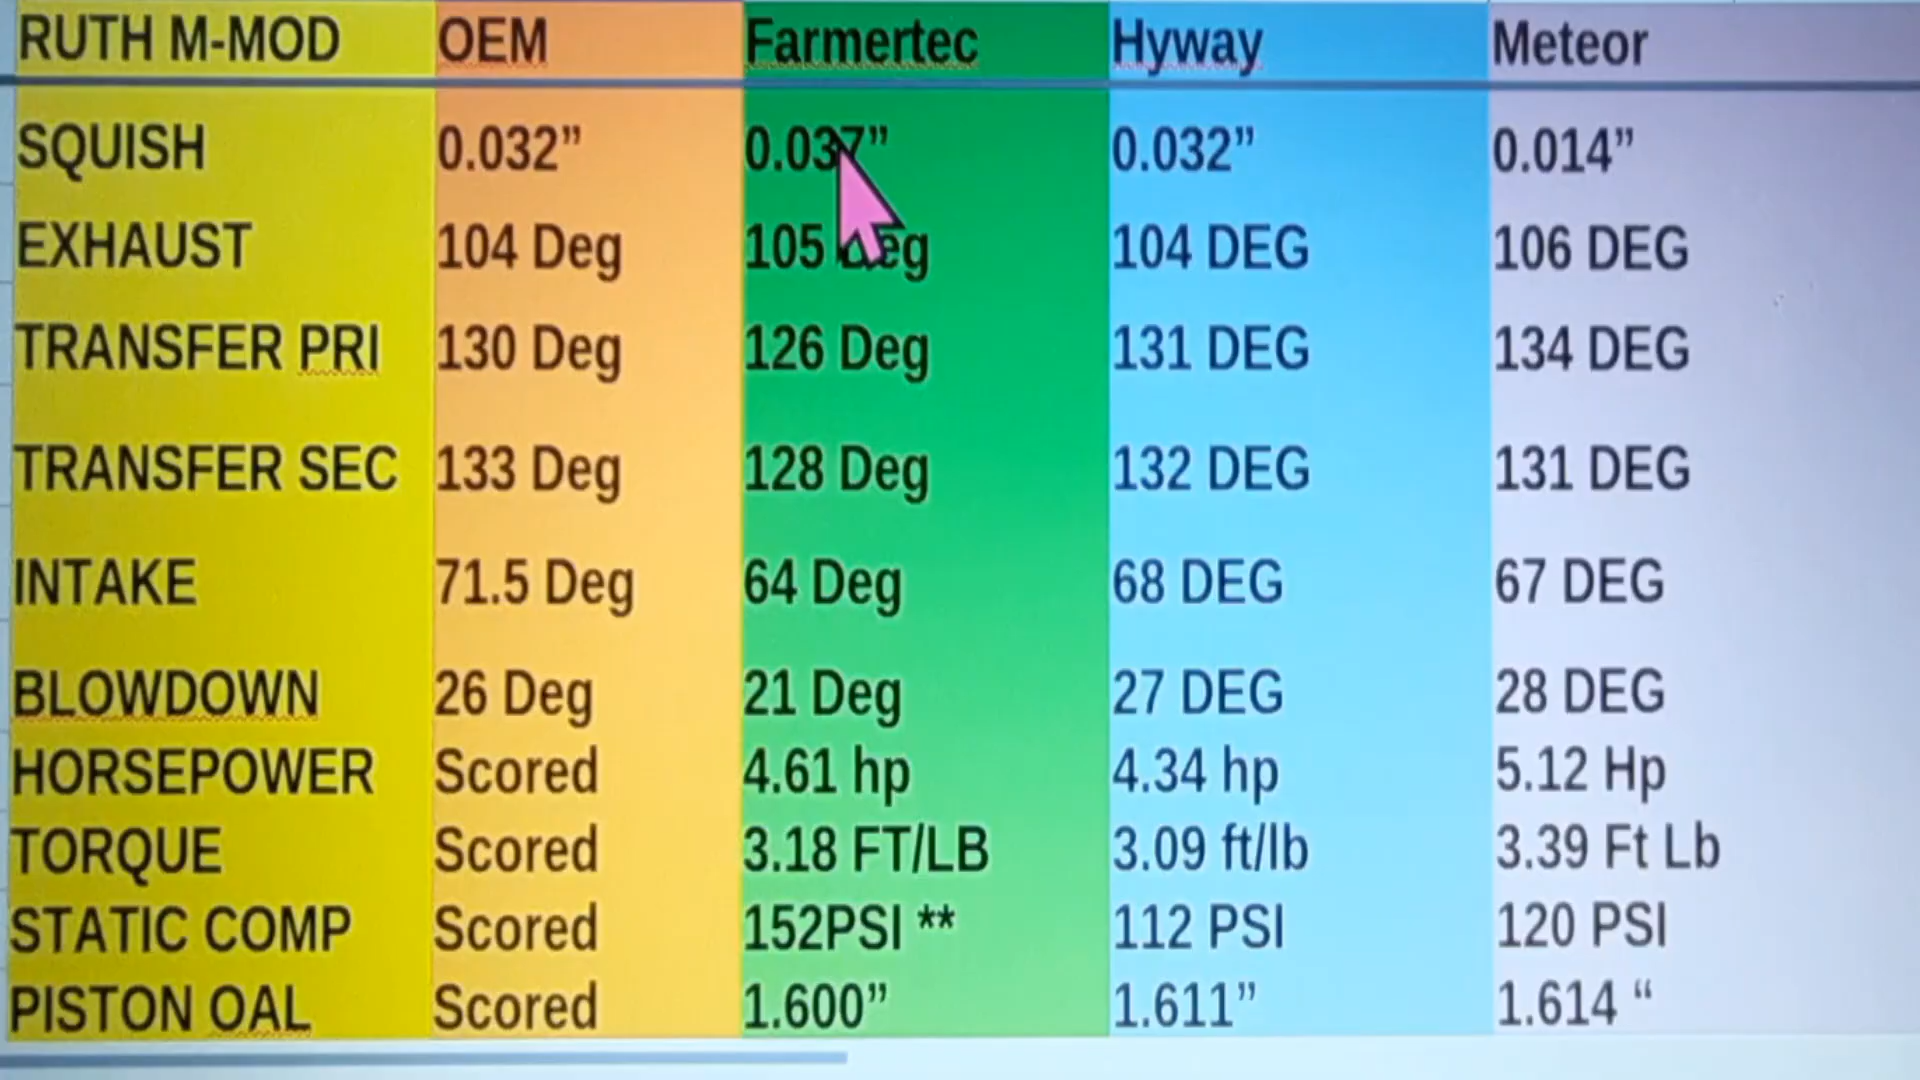 RUTH M-MOD OEM Farmertec Hyway Meteor
SQUISH 0.032” 0.037” 0.032” 0.014”
EXHAUST 104 Deg 105 Deg 104 DEG 106 DEG
TRANSFER PRI 130 Deg 126 Deg 131 DEG 134 DEG
TRANSFER SEC 133 Deg 128 Deg 132 DEG 131 DEG
INTAKE 71.5 Deg 64 Deg 68 DEG 67 DEG
BLOWDOWN 26 Deg 21 Deg 27 DEG 28 DEG
HORSEPOWER Scored 4.61 hp 4.34 hp 5.12 Hp
TORQUE Scored 3.18 FT/LB 3.09 ft/lb 3.39 Ft Lb
STATIC COMP Scored 152PSI ** 112 PSI 120 PSI
PISTON OAL Scored 1.600” 1.611” 1.614 “